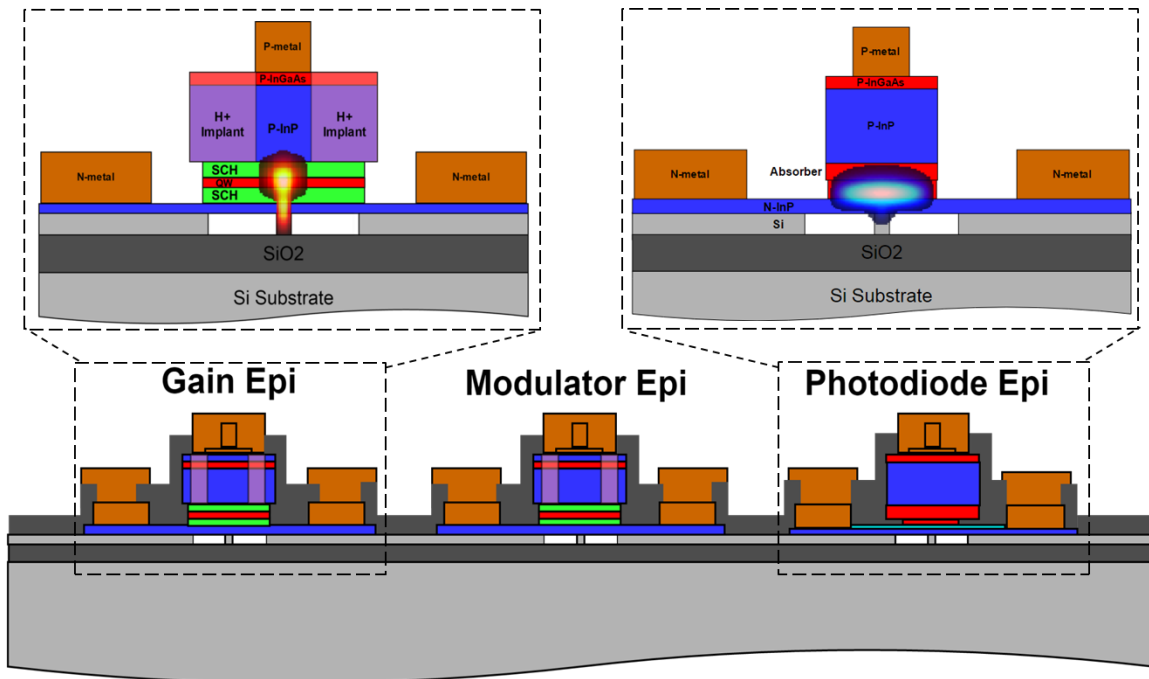 P-metal
P-InGaAs
H+
Implant
P-InP
H+
Implant
SCH
QW
SCH
N-metal
N-metal
SiO2
Si Substrate
P-metal
P-InGaAs
P-InP
Absorber
N-metal
N-metal
N-InP
Si
SiO2
Si Substrate
Gain Epi
Modulator Epi
Photodiode Epi